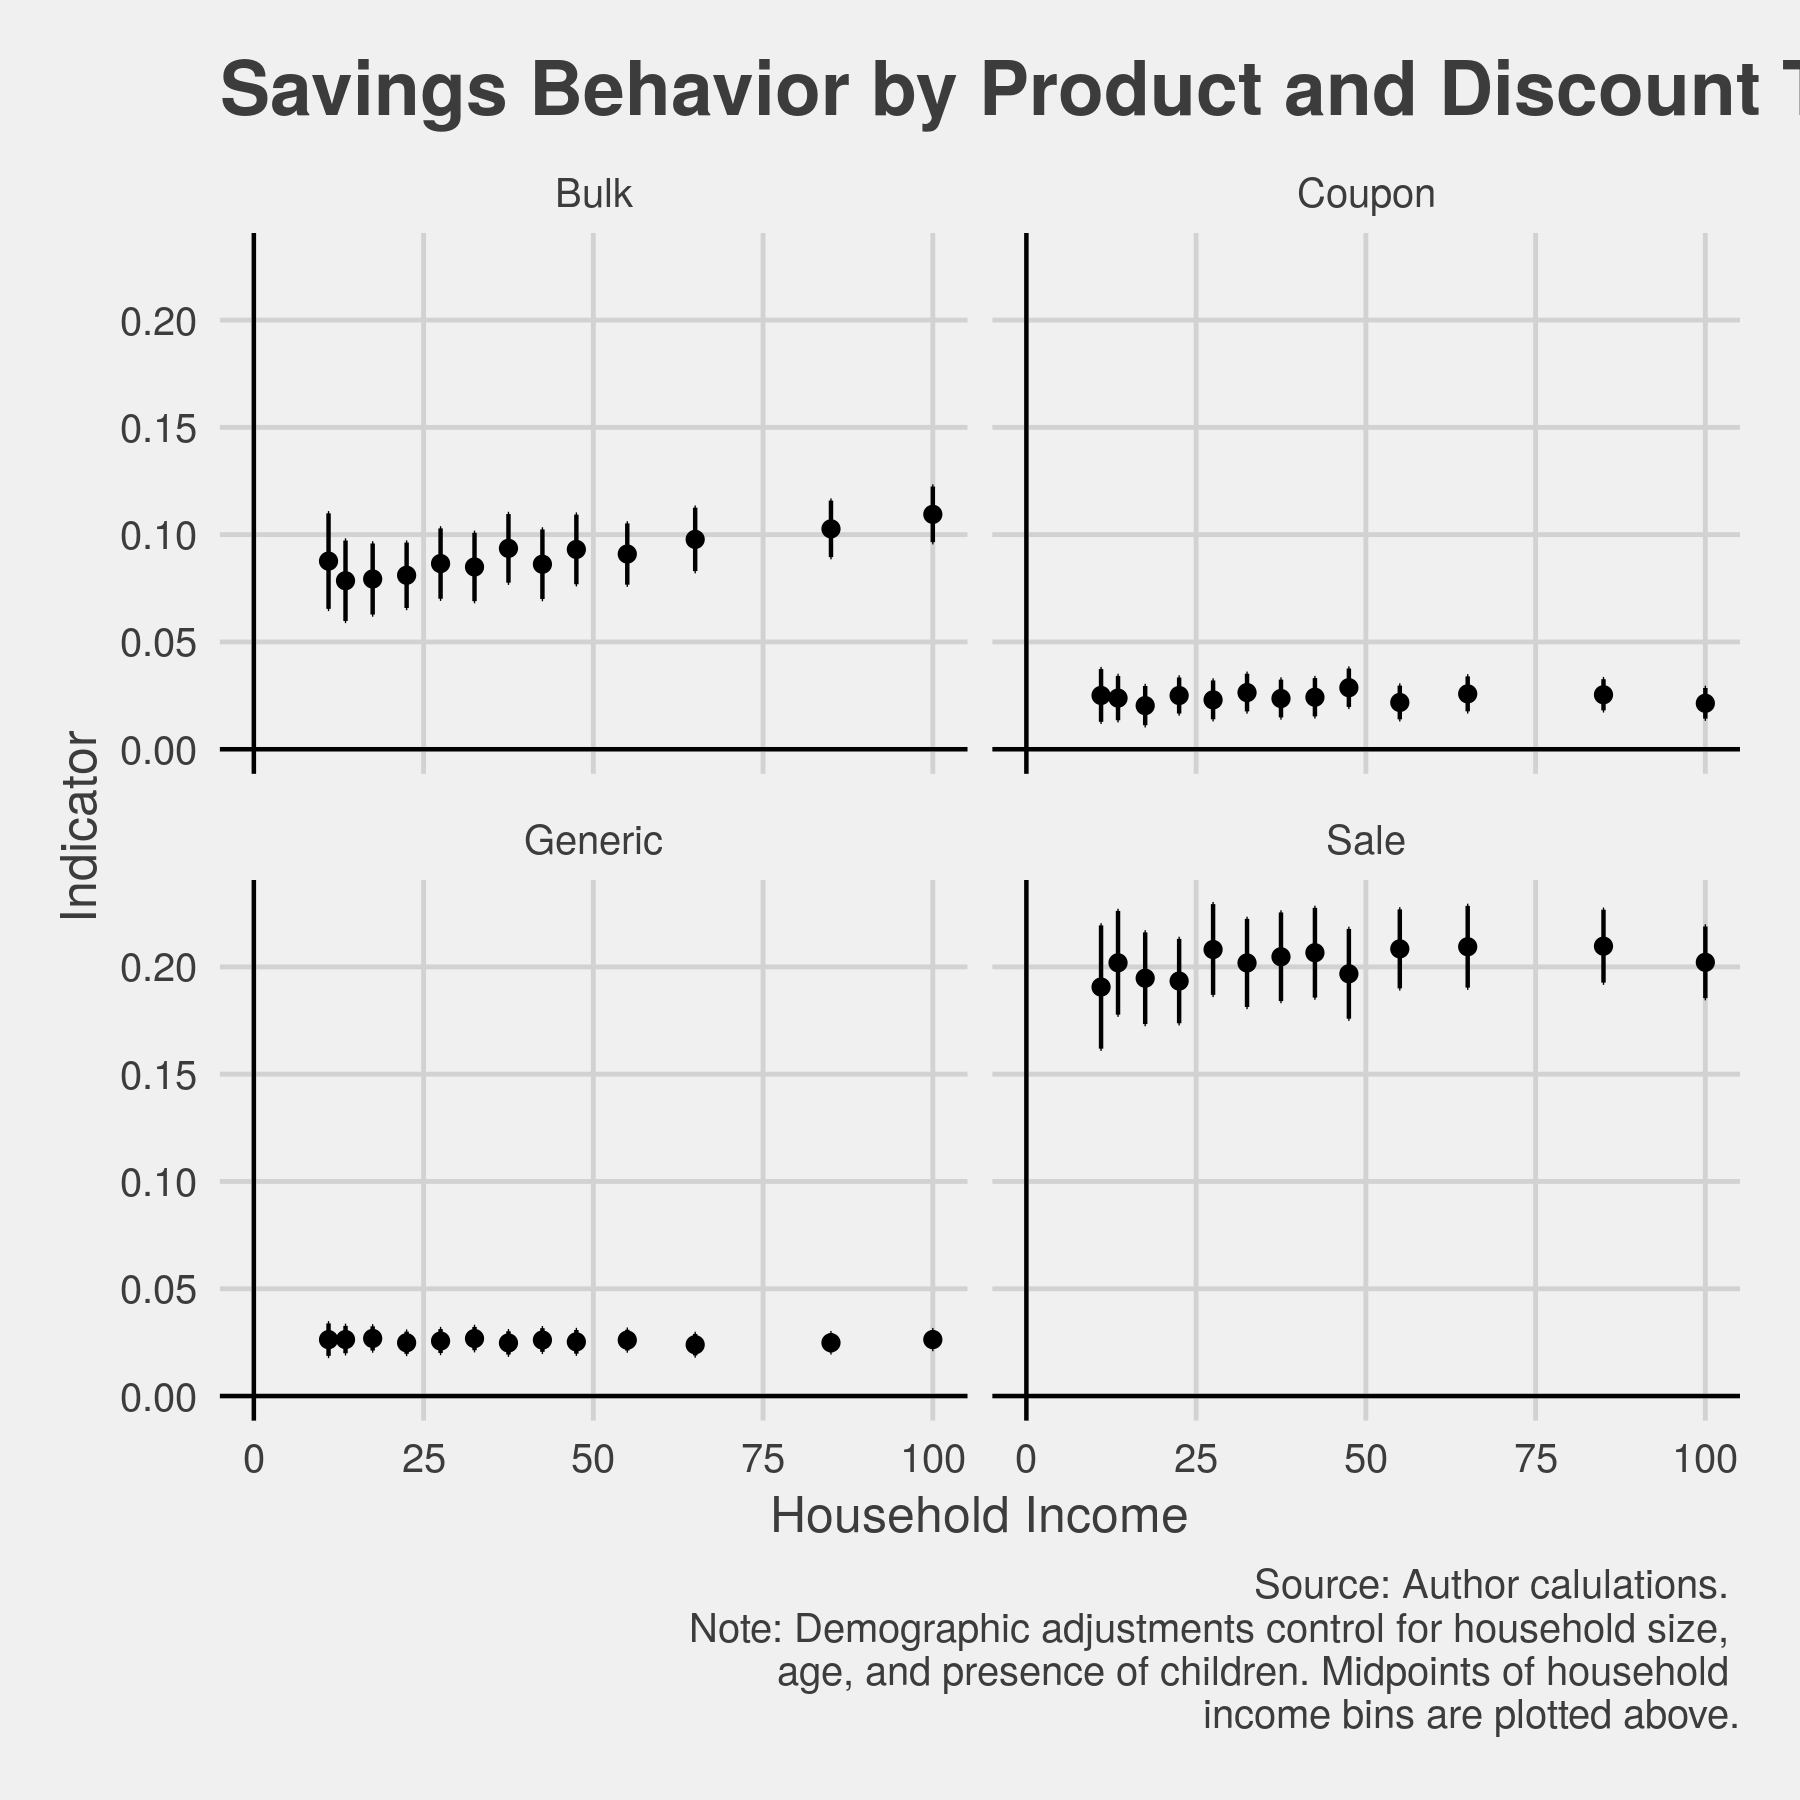 Savings Behavior by Product and Discount T
Bulk
Coupon
0.20
0.15
0.10
0.05
0.00
Indicator
Generic
Sale
0.20
0.15
0.10
0.05
0.00
0 25 50 75 100 0 25 50 75 100
Household Income
Source: Author calulations.
Note: Demographic adjustments control for household size,
age, and presence of children. Midpoints of household
income bins are plotted above.